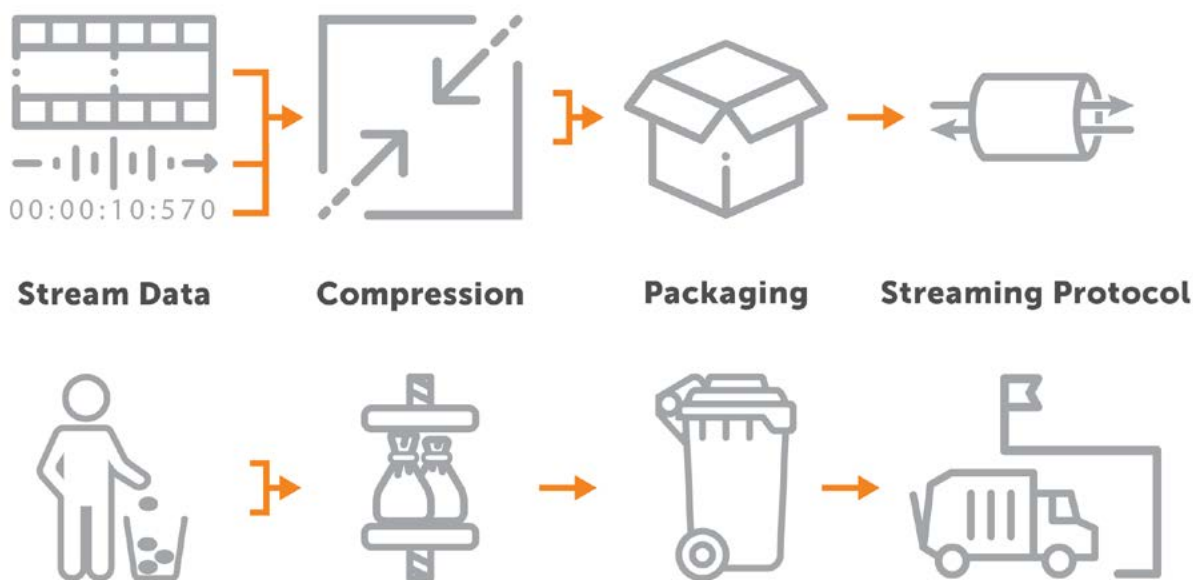 00:00:10:570
Stream Data
Compression
Packaging
Streaming Protocol